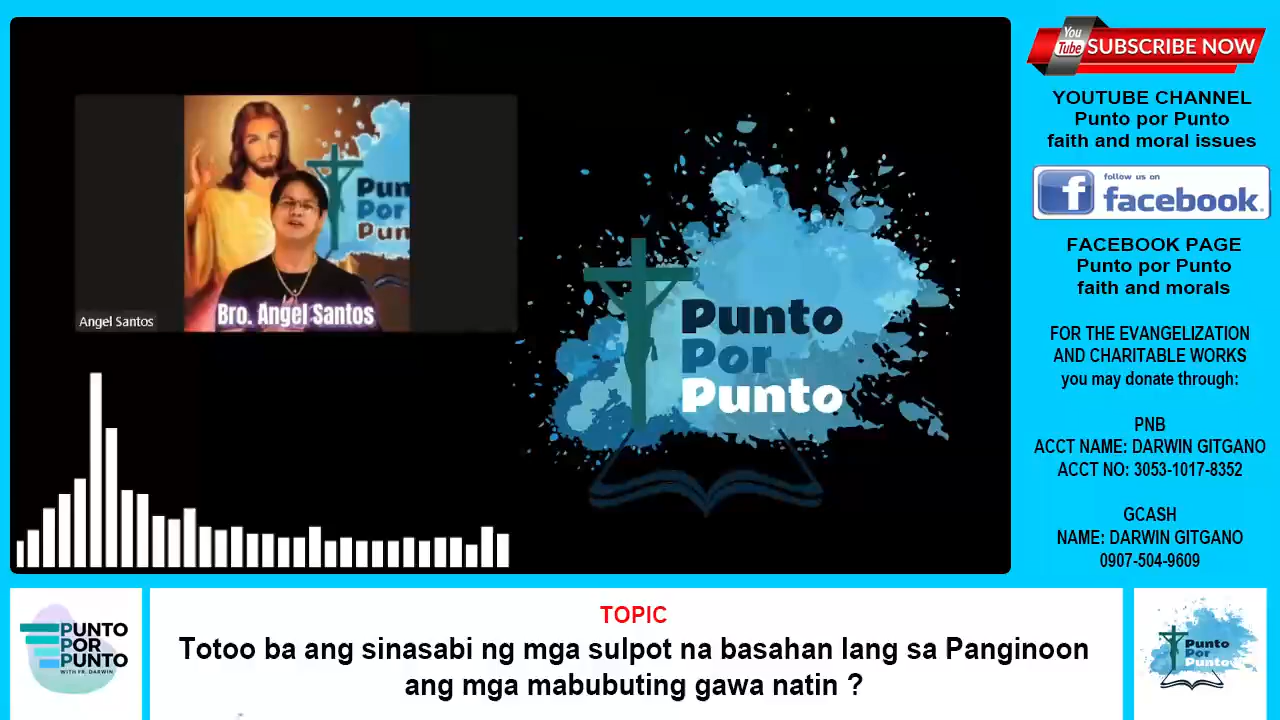 Pun
Por
Pun
Bro. Angel Santos
Angel Santos
Punto
Por
Punto
You
Tube
SUBSCRIBE NOW
YOUTUBE CHANNEL
Punto por Punto
faith and moral issues
follow us on
facebook.
FACEBOOK PAGE
Punto por Punto
faith and morals
FOR THE EVANGELIZATION
AND CHARITABLE WORKS
you may donate through:
PNB
ACCT NAME: DARWIN GITGANO
ACCT NO: 3053-1017-8352
GCASH
NAME: DARWIN GITGANO
0907-504-9609
PUNTO
POR
PUNTO
WITH FR. DARWIN
TOPIC
Totoo ba ang sinasabi ng mga sulpot na basahan lang sa Panginoon
ang mga mabubuting gawa natin ?
Punto
Por
Punto